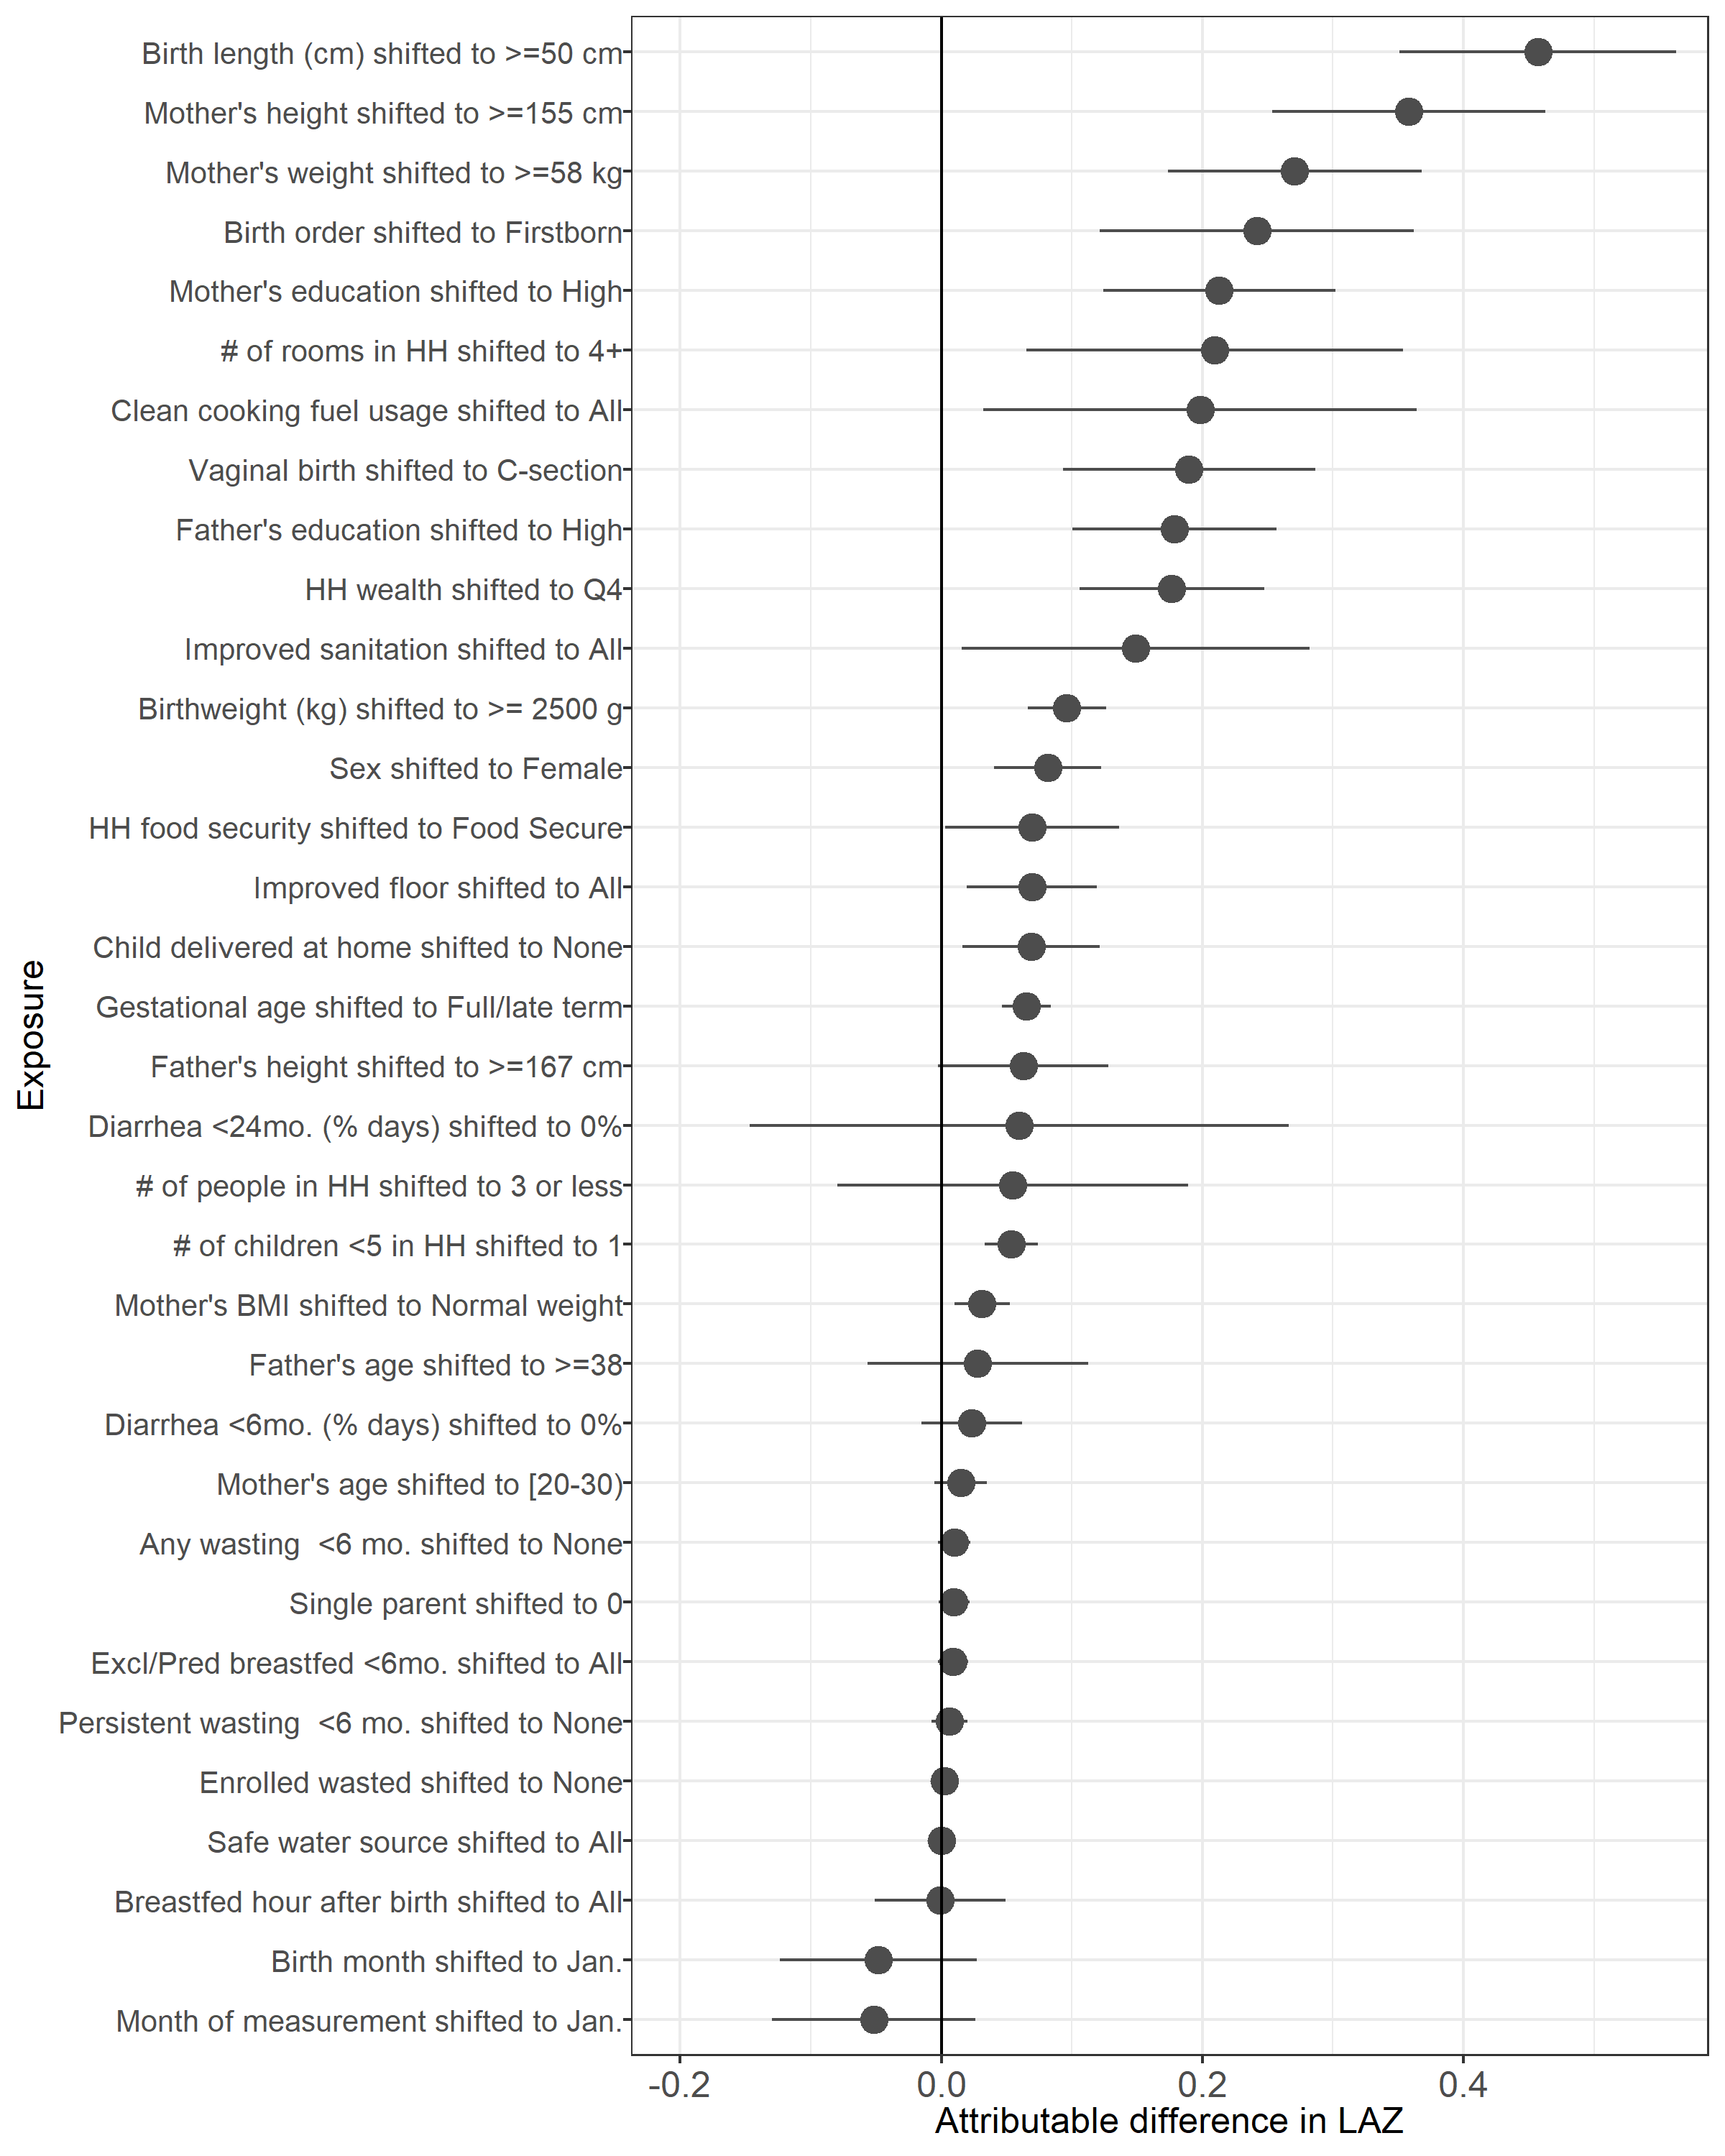 Birth length (cm) shifted to >=50 cm
Mother's height shifted to >=155 cm
Mother's weight shifted to >=58 kg
Birth order shifted to Firstborn
Mother's education shifted to High
# of rooms in HH shifted to 4+
Clean cooking fuel usage shifted to All
Vaginal birth shifted to C-section
Father's education shifted to High
HH wealth shifted to Q4
Improved sanitation shifted to All
Birthweight (kg) shifted to >= 2500 g
Sex shifted to Female
HH food security shifted to Food Secure
Improved floor shifted to All
Child delivered at home shifted to None
Gestational age shifted to Full/late term
Father's height shifted to >=167 cm
Diarrhea <24mo. (% days) shifted to 0%
# of people in HH shifted to 3 or less
# of children <5 in HH shifted to 1
Mother's BMI shifted to Normal weight
Father's age shifted to >=38
Diarrhea <6mo. (% days) shifted to 0%
Mother's age shifted to [20-30)
Any wasting  <6 mo. shifted to None
Single parent shifted to 0
Excl/Pred breastfed <6mo. shifted to All
Persistent wasting  <6 mo. shifted to None
Enrolled wasted shifted to None
Safe water source shifted to All
Breastfed hour after birth shifted to All
Birth month shifted to Jan.
Month of measurement shifted to Jan.
Exposure
-0.2 0.0 0.2 0.4
Attributable difference in LAZ